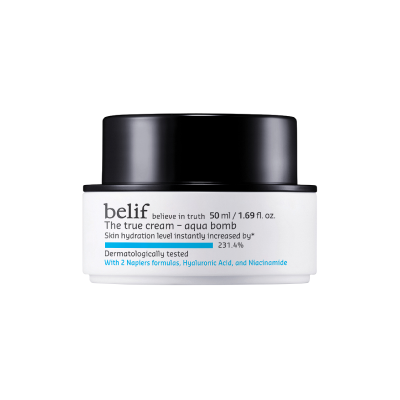 belif believe in truth 50 ml / 1.69 fl. oz.
The true cream – aqua bomb
Skin hydration level instantly increased by*
231.4%
Dermatologically tested
With 2 Napiers formulas, Hyaluronic Acid, and Niacinamide